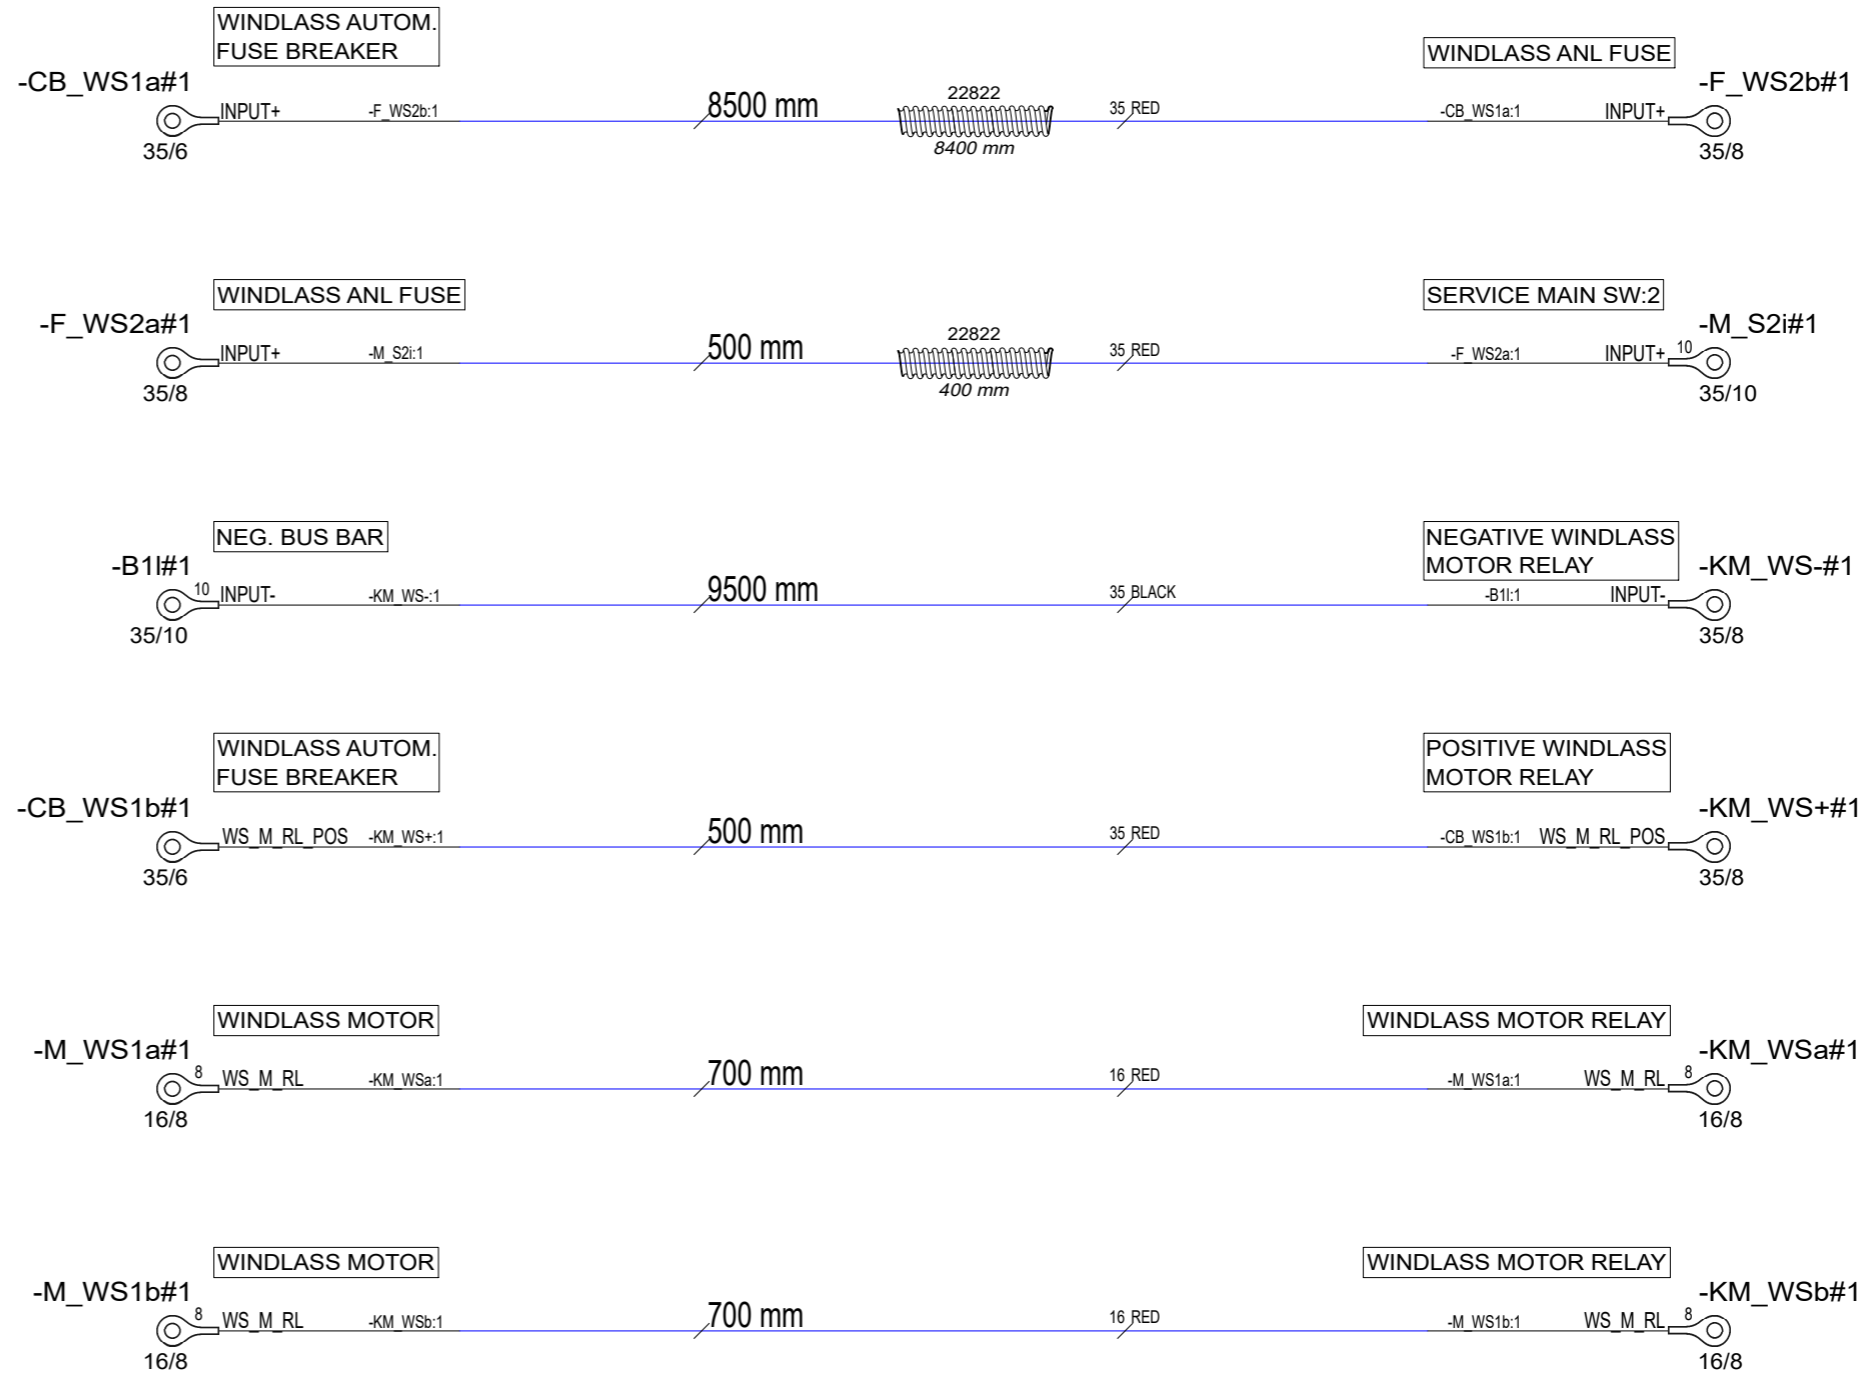 WINDLASS AUTOM.
FUSE BREAKER
WINDLASS ANL FUSE
-CB_WS1a#1
-F_WS2b#1
INPUT+ -F_WS2b:1 8500 mm 22822 35 RED -CB_WS1a:1 INPUT+
35/6 8400 mm 35/8
WINDLASS ANL FUSE
SERVICE MAIN SW:2
-F_WS2a#1
-M_S2i#1
INPUT+ -M_S2i:1 500 mm 22822 35 RED -F_WS2a:1 INPUT+ 10
35/8 400 mm 35/10
NEG. BUS BAR
NEGATIVE WINDLASS
MOTOR RELAY
-B1l#1
-KM_WS-#1
10 INPUT- -KM_WS-:1 9500 mm 35 BLACK -B1l:1 INPUT-
35/10 35/8
WINDLASS AUTOM.
FUSE BREAKER
POSITIVE WINDLASS
MOTOR RELAY
-CB_WS1b#1
-KM_WS+#1
WS_M_RL_POS -KM_WS+:1 500 mm 35 RED -CB_WS1b:1 WS_M_RL_POS
35/6 35/8
WINDLASS MOTOR
WINDLASS MOTOR RELAY
-M_WS1a#1
-KM_WSa#1
8 WS_M_RL -KM_WSa:1 700 mm 16 RED -M_WS1a:1 WS_M_RL 8
16/8 16/8
WINDLASS MOTOR
WINDLASS MOTOR RELAY
-M_WS1b#1
-KM_WSb#1
8 WS_M_RL -KM_WSb:1 700 mm 16 RED -M_WS1b:1 WS_M_RL 8
16/8 16/8